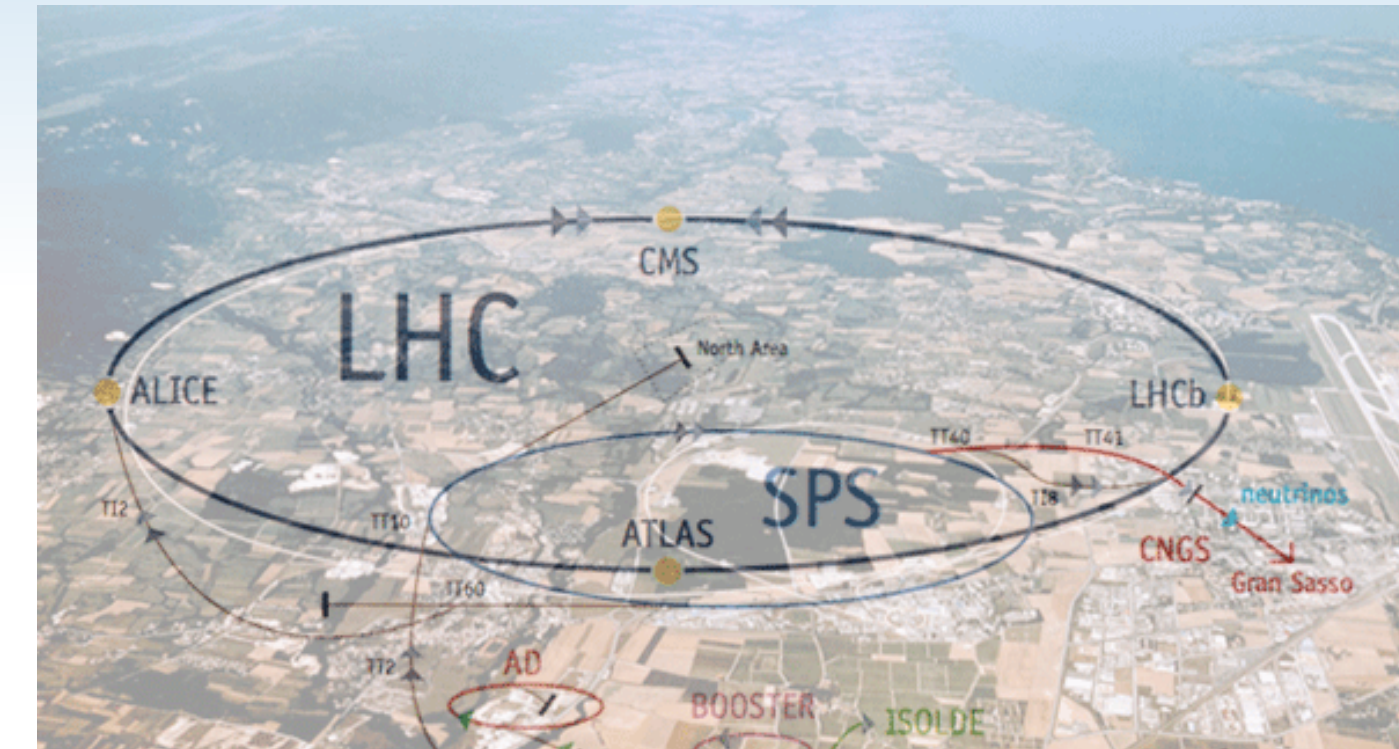 CMS
LHC
North Area
ALICE
LHCb
TT40
TT41
SPS
TI8
neutrinos
TI2
TT10
ATLAS
CNGS
Gran Sasso
TT60
TT2
AD
BOOSTER
ISOLDE